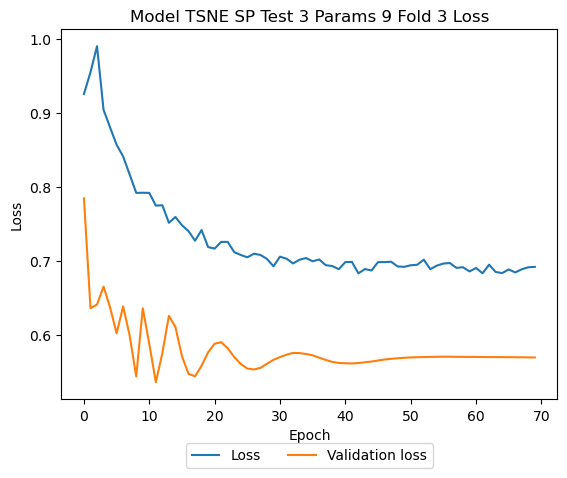 Model TSNE SP Test 3 Params 9 Fold 3 Loss
1.0
0.9
0.8
0.7
0.6
Loss
0 10 20 30 40 50 60 70
Epoch
Loss Validation loss